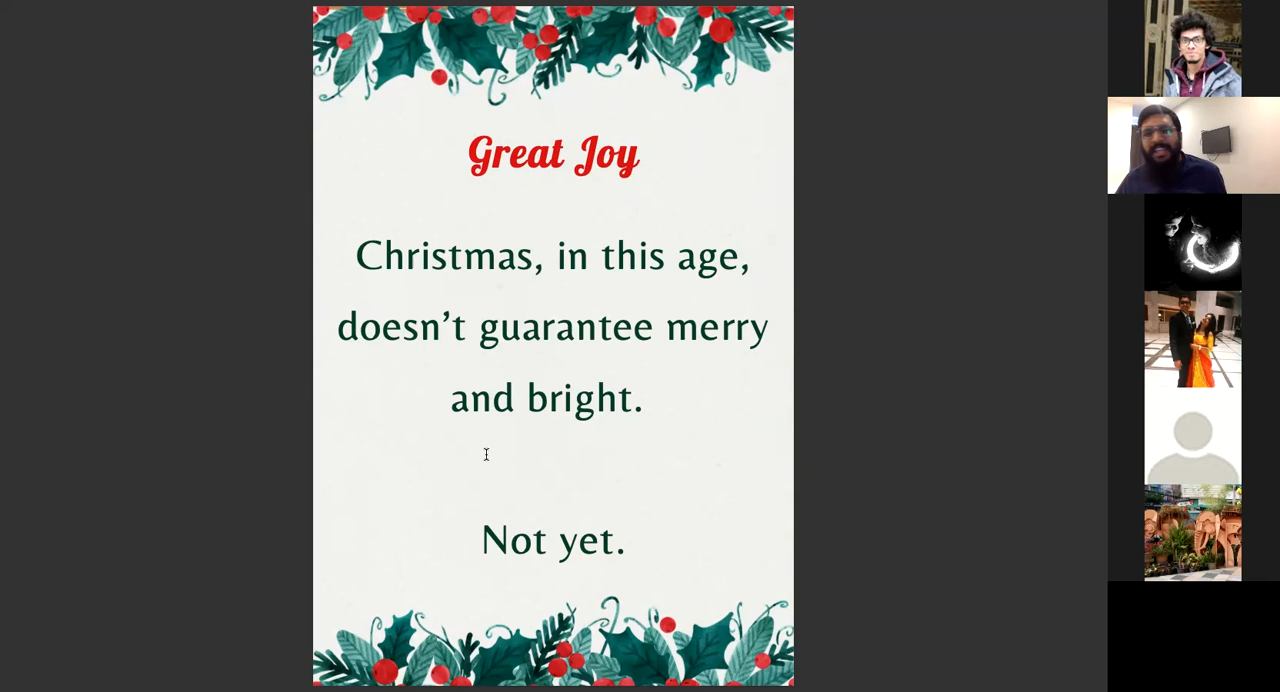 Great Joy
Christmas, in this age,
doesn’t guarantee merry
and bright.
Not yet.